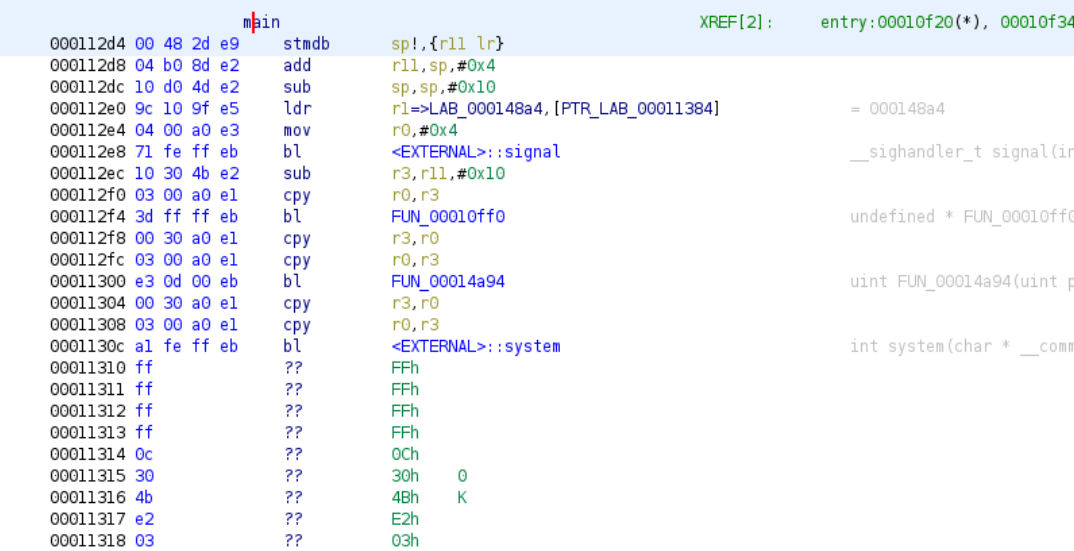 main XREF[2]: entry:00010f20(*), 00010f34
000112d4 00 48 2d e9 stmdb sp!,{r11 lr}
000112d8 04 b0 8d e2 add r11,sp,#0x4
000112dc 10 d0 4d e2 sub sp,sp,#0x10
000112e0 9c 10 9f e5 ldr r1=>LAB_000148a4,[PTR_LAB_00011384] = 000148a4
000112e4 04 00 a0 e3 mov r0,#0x4
000112e8 71 fe ff eb bl <EXTERNAL>::signal __sighandler_t signal(in
000112ec 10 30 4b e2 sub r3,r11,#0x10
000112f0 03 00 a0 e1 cpy r0,r3
000112f4 3d ff ff eb bl FUN_00010ff0 undefined * FUN_00010ff0
000112f8 00 30 a0 e1 cpy r3,r0
000112fc 03 00 a0 e1 cpy r0,r3
00011300 e3 0d 00 eb bl FUN_00014a94 uint FUN_00014a94(uint p
00011304 00 30 a0 e1 cpy r3,r0
00011308 03 00 a0 e1 cpy r0,r3
0001130c a1 fe ff eb bl <EXTERNAL>::system int system(char * __comm
00011310 ff ?? FFh
00011311 ff ?? FFh
00011312 ff ?? FFh
00011313 ff ?? FFh
00011314 0c ?? 0Ch
00011315 30 ?? 30h 0
00011316 4b ?? 4Bh K
00011317 e2 ?? E2h
00011318 03 ?? 03h